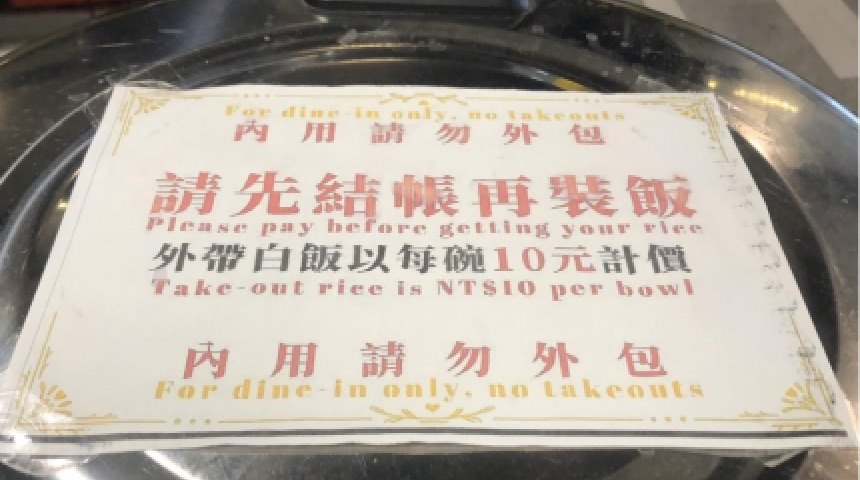 For dine-in only, no takeouts
內用請勿外包
請先結帳再裝飯
Please pay before getting your rice
外帶白飯以每碗10元計價
Take-out rice is NT$10 per bowl
內用請勿外包
For dine-in only, no takeouts